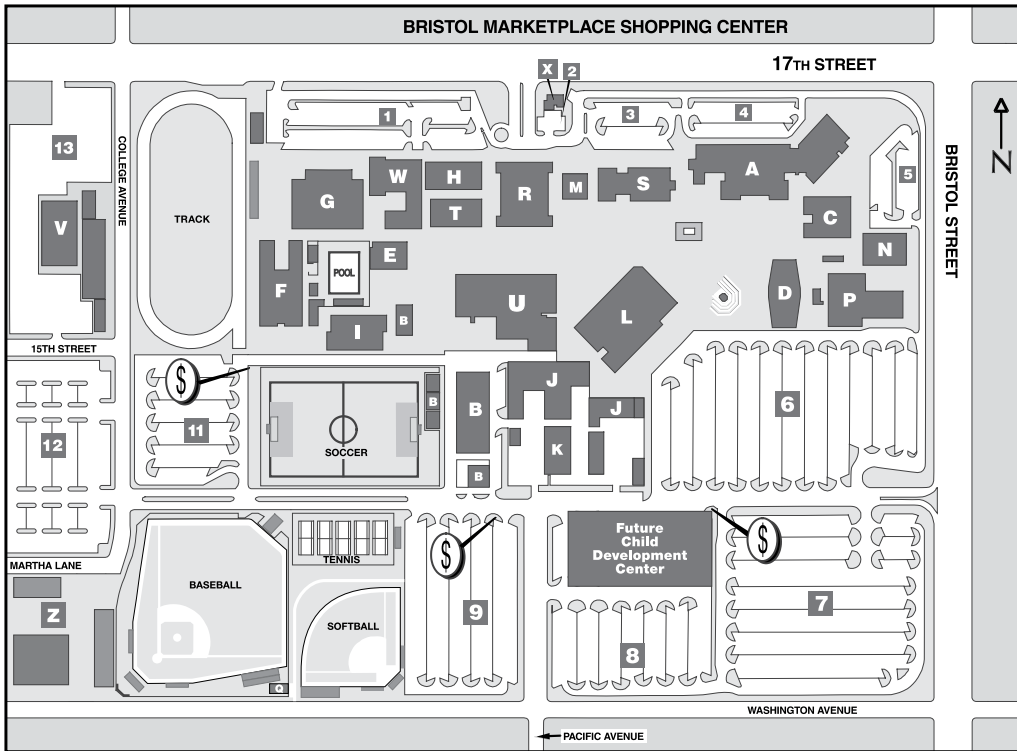 BRISTOL MARKETPLACE SHOPPING CENTER
17TH STREET
X 2
1
3
4
13
COLLEGE AVENUE
5
BRISTOL STREET
N
W
H
R
M
S
A
G
T
C
TRACK
V
E
N
POOL
F
D
P
U
L
I
B
15TH STREET
$
J
6
B
B
J
11
12
SOCCER
K
B
Future
Child
Development
Center
$
$
TENNIS
MARTHA LANE
BASEBALL
Z
9
7
SOFTBALL
8
Q
WASHINGTON AVENUE
PACIFIC AVENUE